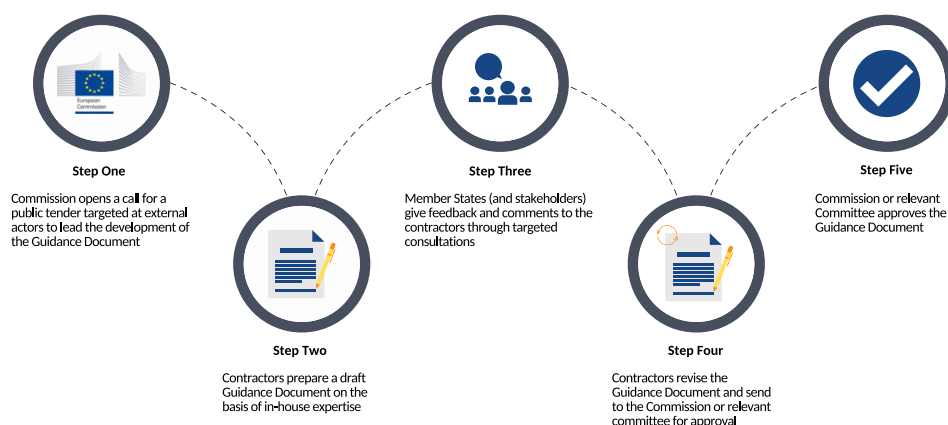 European
Commission
Step One
Commission opens a call for a
public tender targeted at external
actors to lead the development of
the Guidance Document
Step Two
Contractors prepare a draft
Guidance Document on the
basis of in-house expertise
Step Three
Member States (and stakeholders)
give feedback and comments to the
contractors through targeted
consultations
Step Four
Contractors revise the
Guidance Document and send
to the Commission or relevant
committee for approval
Step Five
Commission or relevant
Committee approves the
Guidance Document